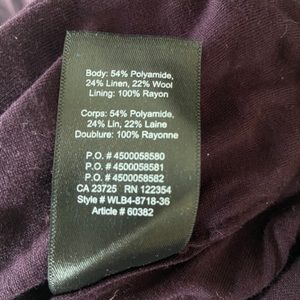 Body: 54% Polyamide,
24% Linen, 22% Wool
Lining: 100% Rayon
Corps: 54% Polyamide,
24% Lin, 22% Laine
Doublure: 100% Rayonne
P.O. # 4500058580
P.O. # 4500058581
P.O. # 4500058582
CA 23725 RN 122354
Style # WLB4-8718-36
Article # 60382